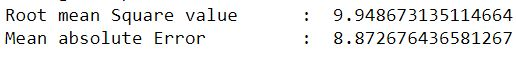 Root mean Square value      :  9.948673135114664
Mean absolute Error         :  8.872676436581267